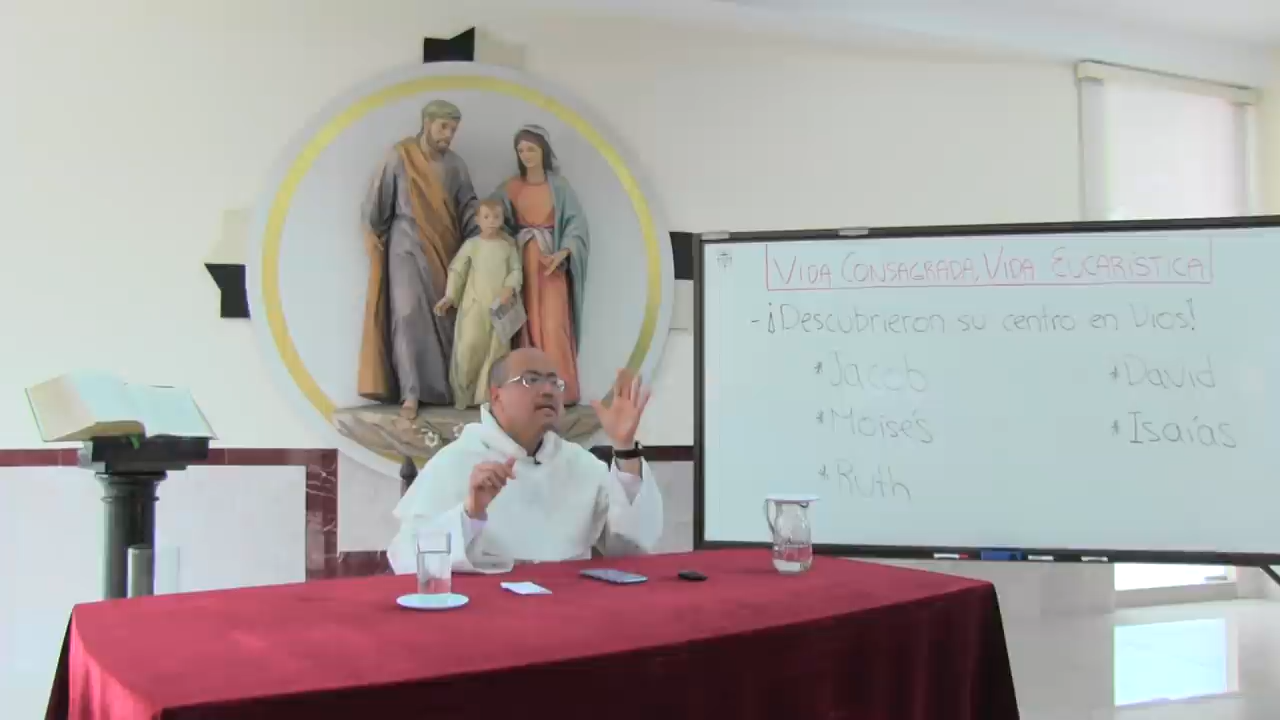 VIDA CONSAGRADA, VIDA EUCARÍSTICA
-¡Descubrieron su centro en Dios!
*Jacob
*Moisés
*Ruth
*David
*Isaías